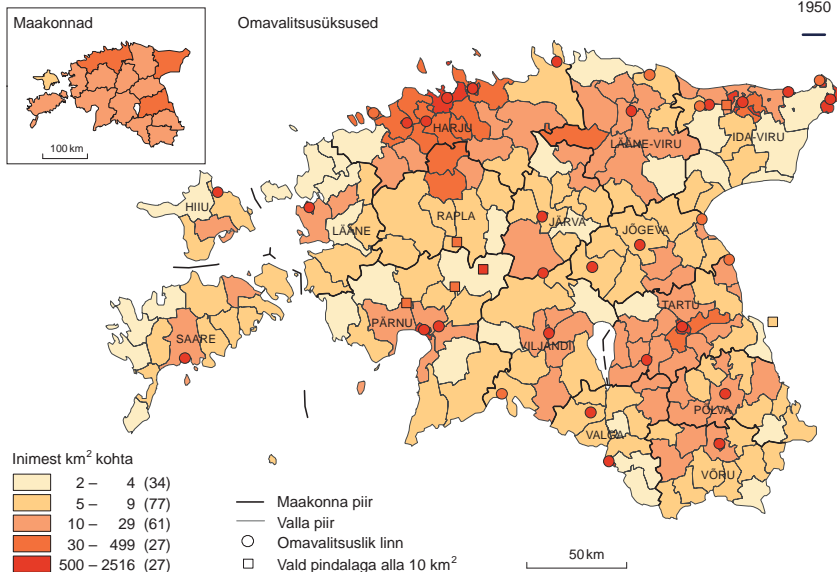 Maakonnad
Omavalitsusüksused
1950
100 km
HARJU
LÄÄNE-VIRU
IDA-VIRU
HIIU
LÄÄNE
RAPLA
JÄRVA
JÕGEVA
TARTU
PÄRNU
SAARE
VILJANDI
PÕLVA
VALGA
VÕRU
Inimest km² kohta
2 – 4 (34)
5 – 9 (77)
10 – 29 (61)
30 – 499 (27)
500 – 2516 (27)
Maakonna piir
Valla piir
Omavalitsuslik linn
Vald pindalaga alla 10 km²
50 km